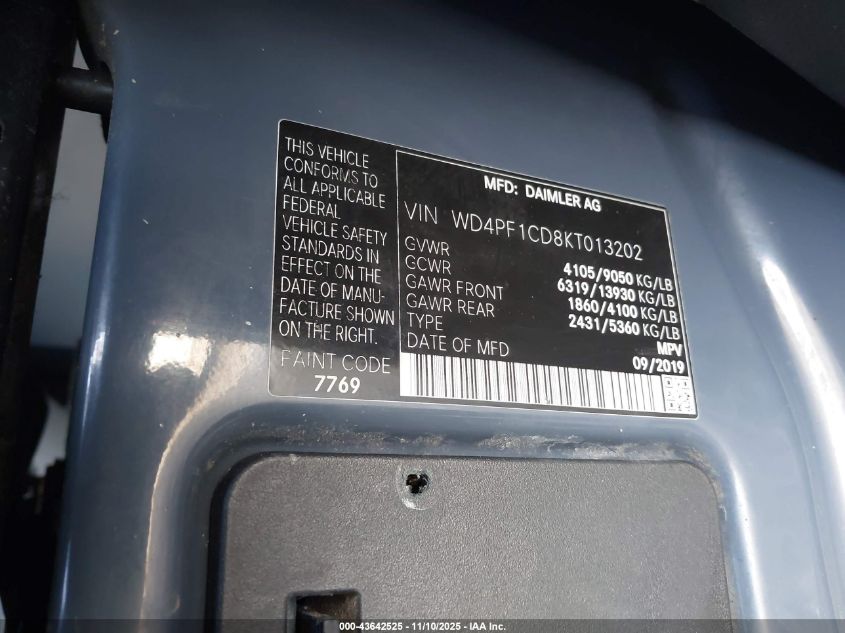 THIS VEHICLE
CONFORMS TO
ALL APPLICABLE
FEDERAL
VEHICLE SAFETY
STANDARDS IN
EFFECT ON THE
DATE OF MANU-
FACTURE SHOWN
ON THE RIGHT.
PAINT CODE
7769
MFD: DAIMLER AG
VIN WD4PF1CD8KT013202
GVWR 4105/9050 KG/LB
GCWR 6319/13930 KG/LB
GAWR FRONT 1860/4100 KG/LB
GAWR REAR 2431/5360 KG/LB
TYPE MPV
DATE OF MFD 09/2019
000-43642525 - 11/10/2025 - IAA Inc.